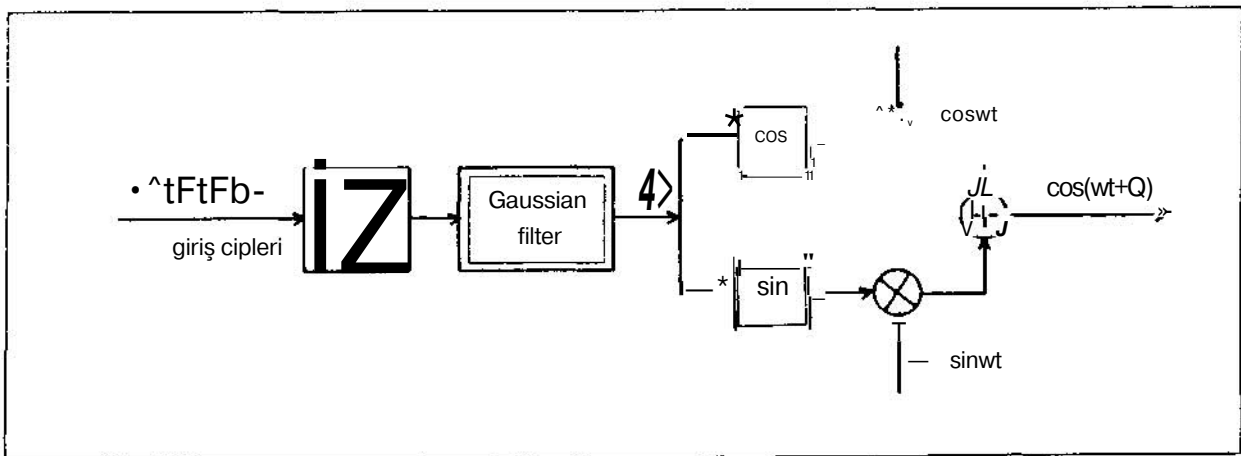 coswt
cos
cos(wt+Q)
giriş cipleri
Gaussian
filter
sin
sinwt